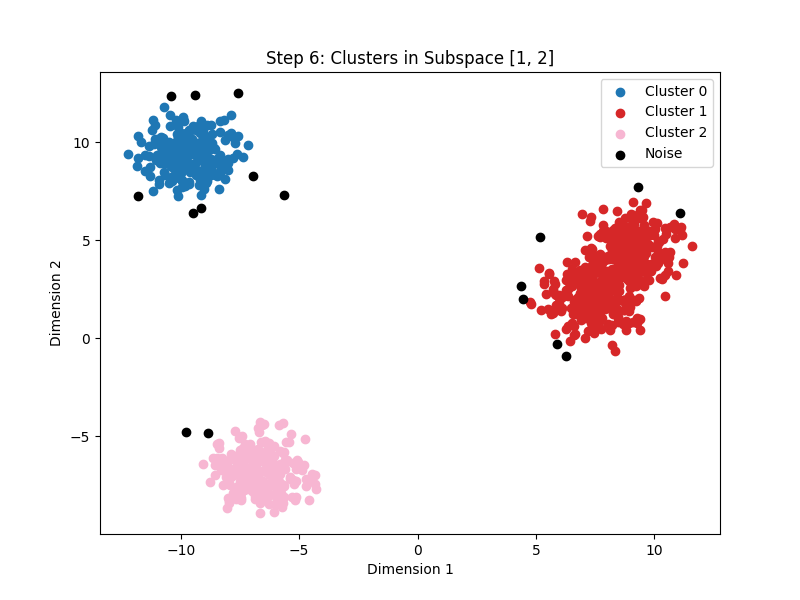 Step 6: Clusters in Subspace [1, 2]
Cluster 0
Cluster 1
Cluster 2
Noise
10
5
0
−5
Dimension 2
−10
−5
0
5
10
Dimension 1